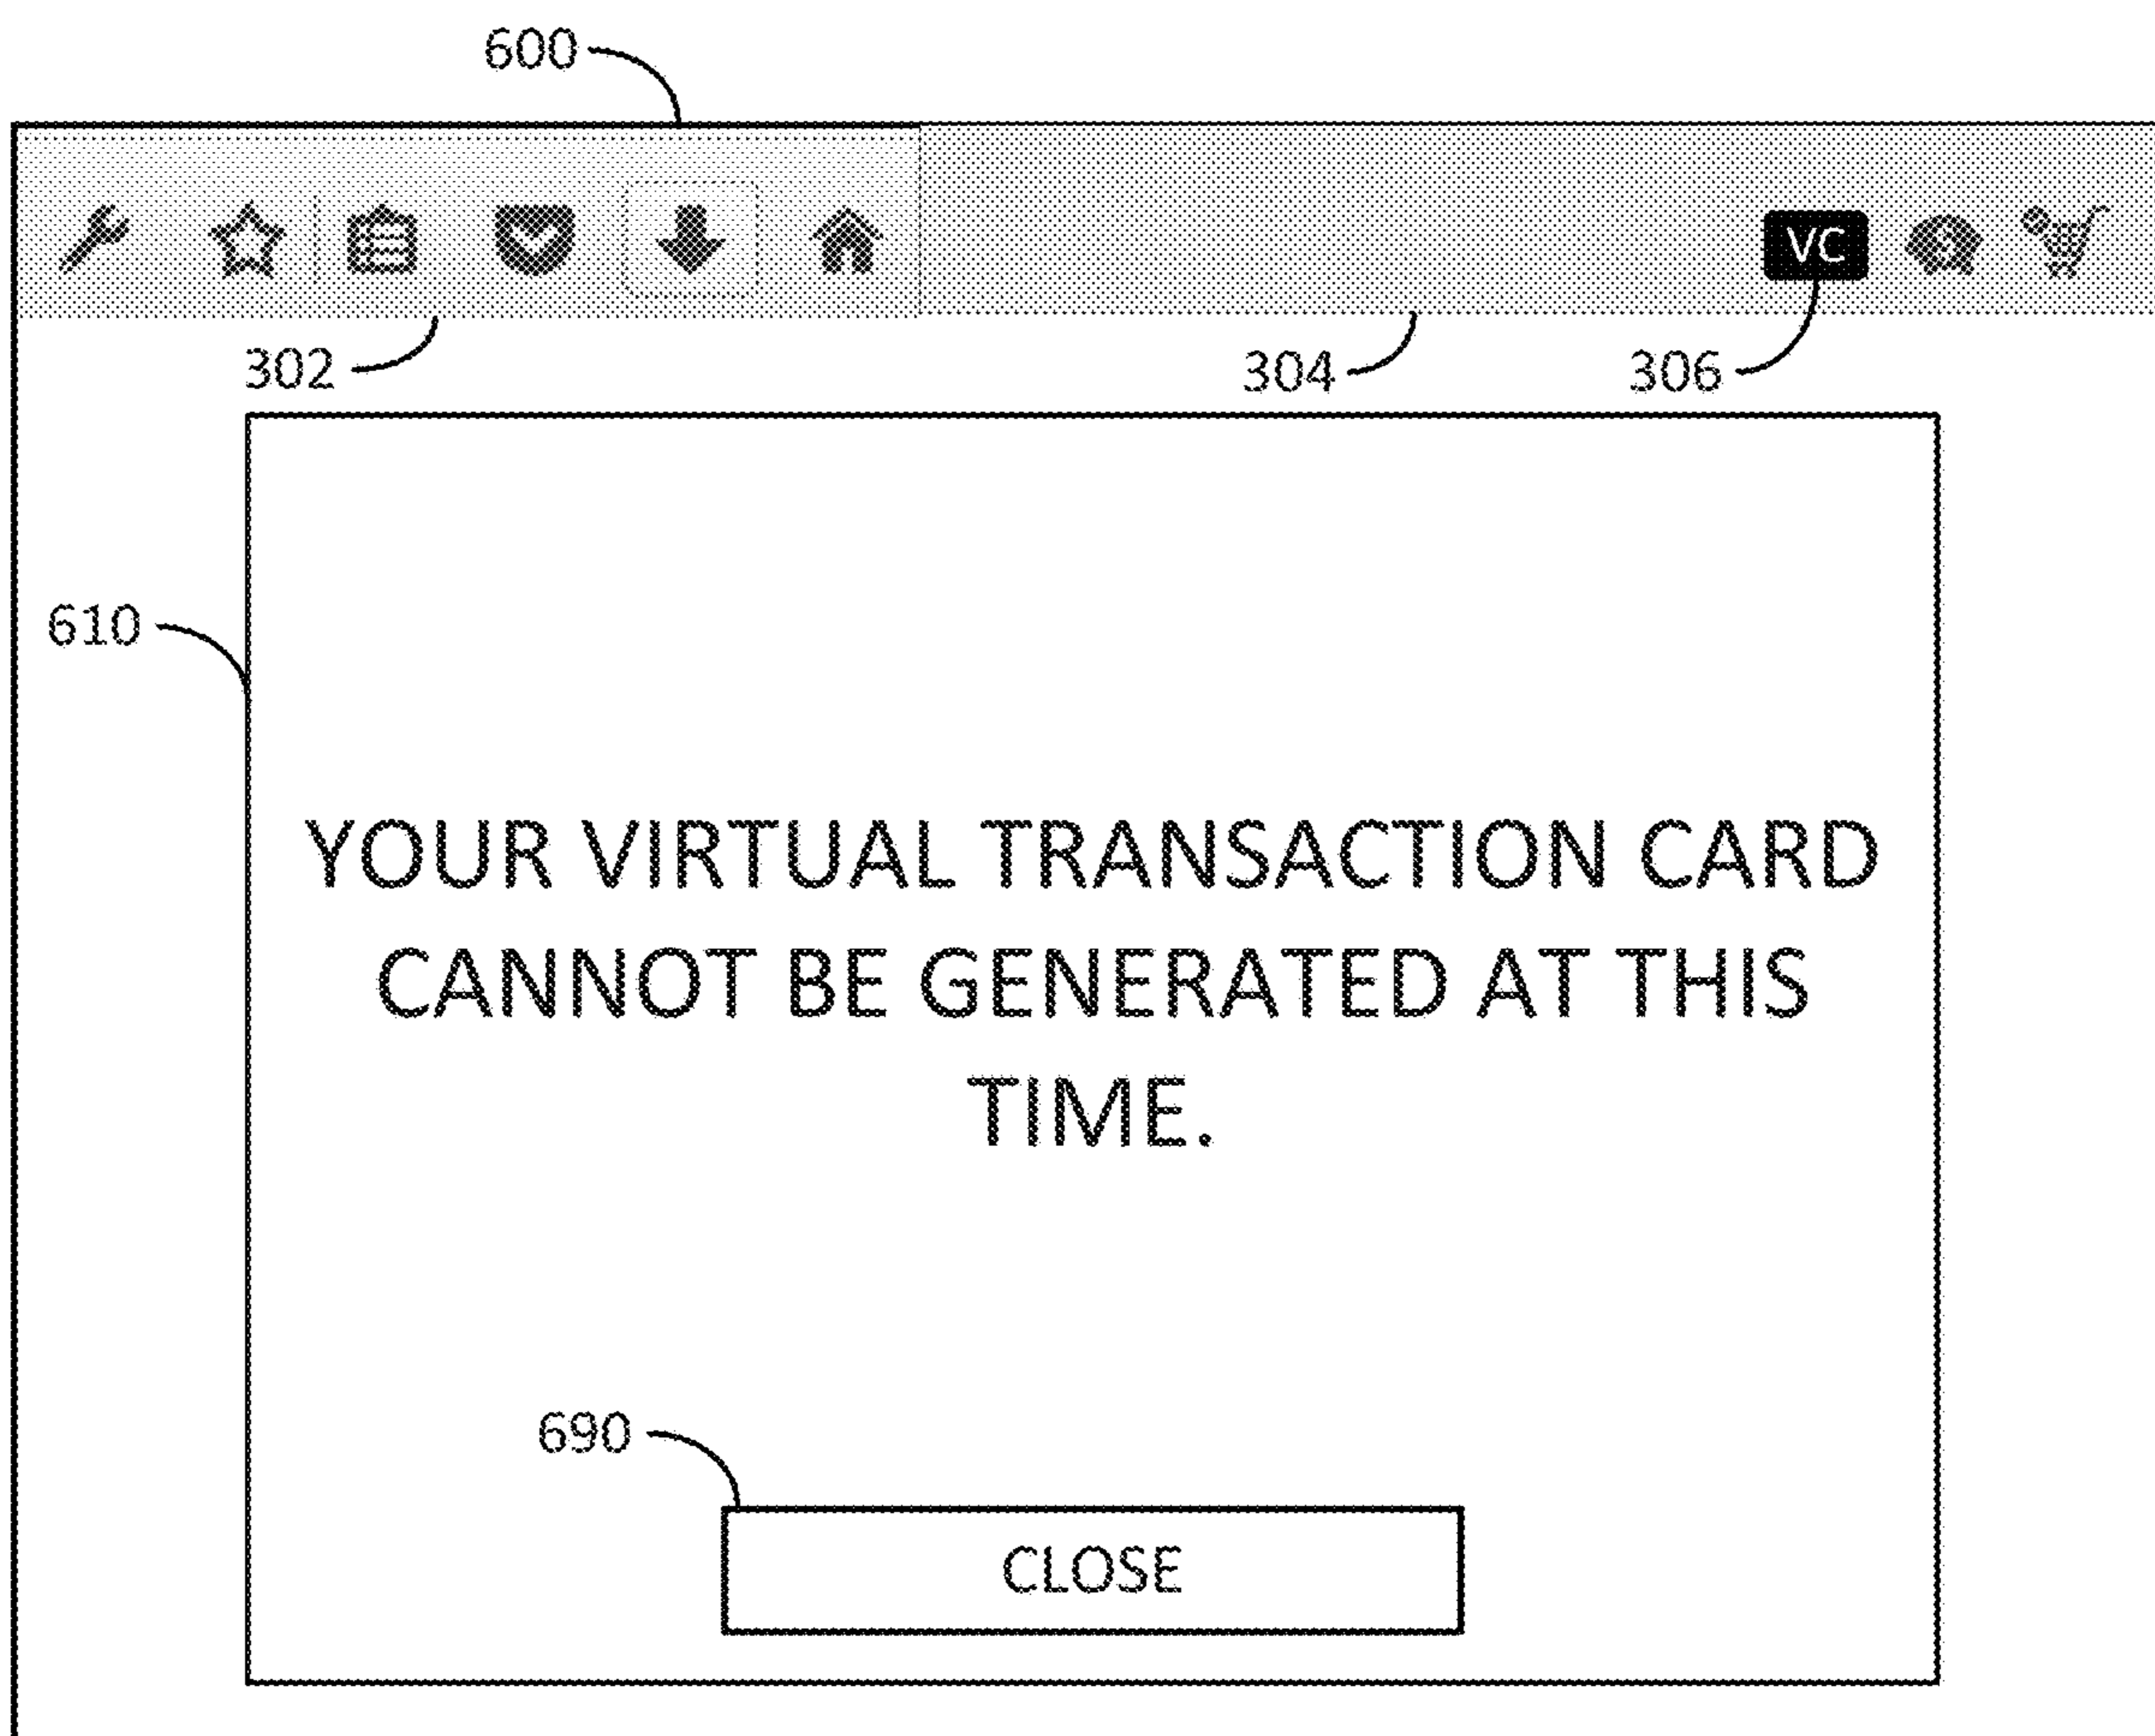 600
VC
302
304
306
610
YOUR VIRTUAL TRANSACTION CARD
CANNOT BE GENERATED AT THIS
TIME.
690
CLOSE